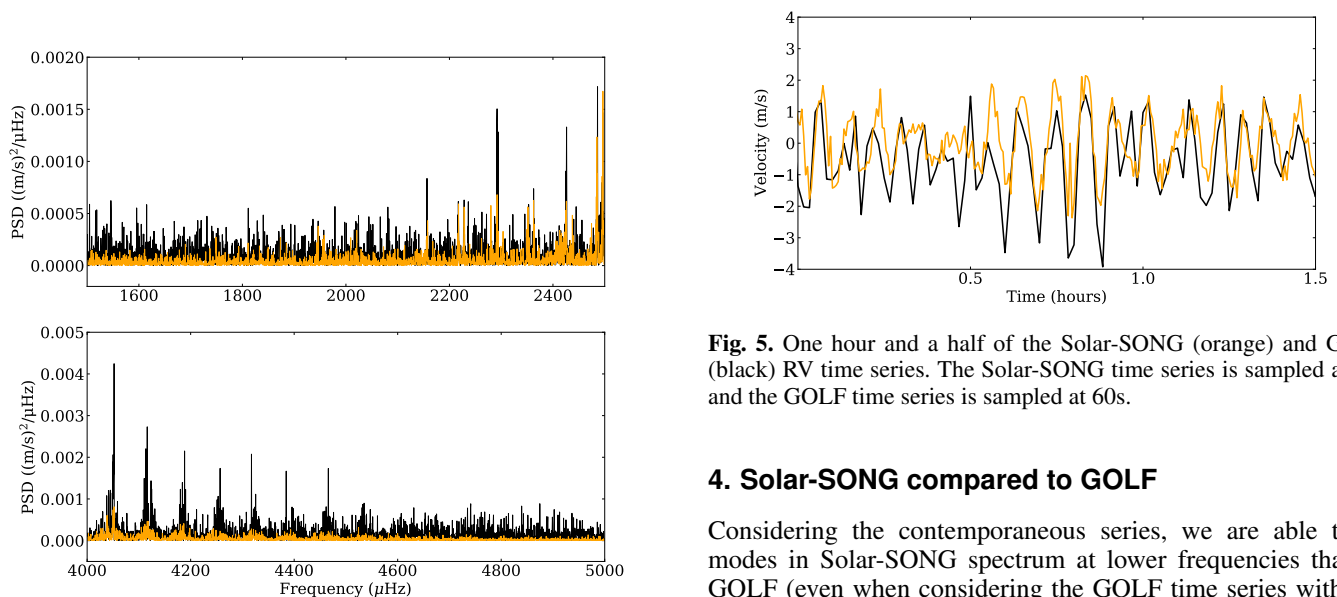 0.0020
0.0015
0.0010
0.0005
0.0000
PSD ((m/s)²/μHz)
1600 1800 2000 2200 2400
0.005
0.004
0.003
0.002
0.001
0.000
PSD ((m/s)²/μHz)
4000 4200 4400 4600 4800 5000
Frequency (μHz)
4
3
2
1
0
−1
−2
−3
−4
Velocity (m/s)
0.5 1.0 1.5
Time (hours)
Fig. 5. One hour and a half of the Solar-SONG (orange) and
(black) RV time series. The Solar-SONG time series is sampled
and the GOLF time series is sampled at 60s.
4. Solar-SONG compared to GOLF
Considering the contemporaneous series, we are able
modes in Solar-SONG spectrum at lower frequencies
GOLF (even when considering the GOLF time series